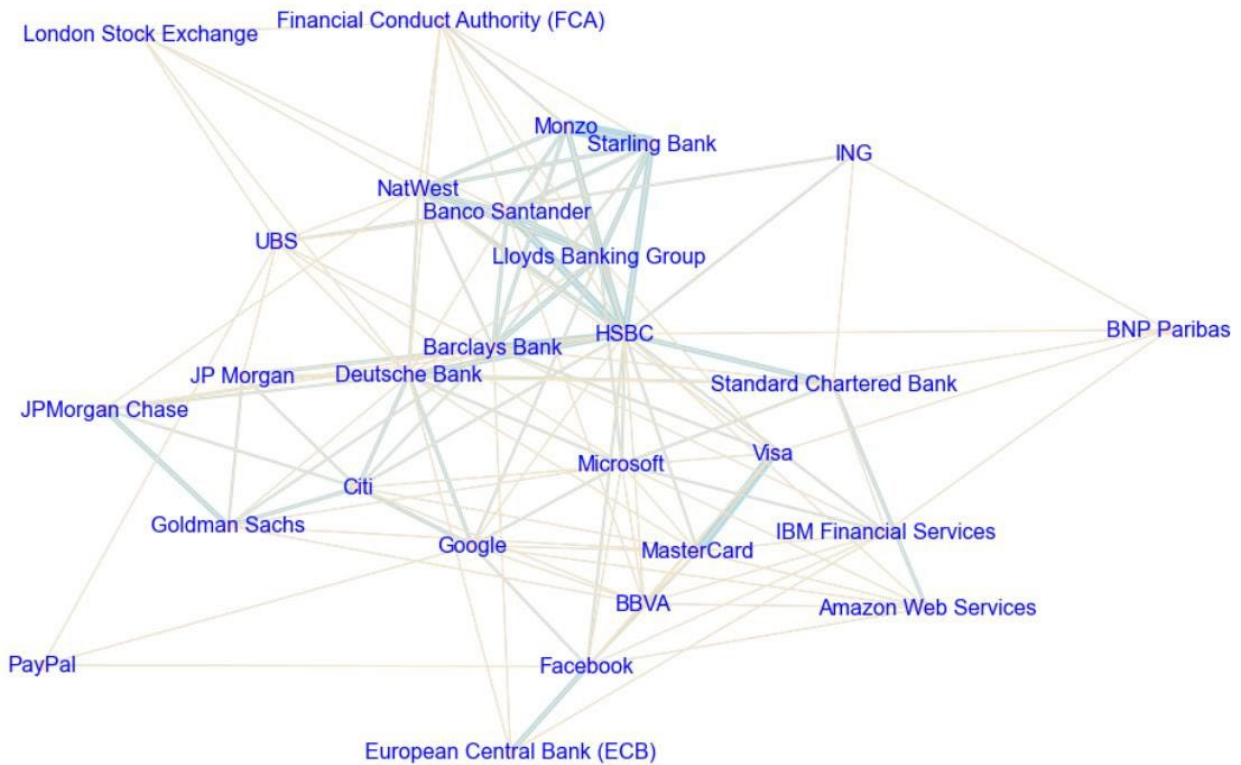 Financial Conduct Authority (FCA)
London Stock Exchange
Monzo
Starling Bank
ING
NatWest
Banco Santander
UBS
Lloyds Banking Group
BNP Paribas
HSBC
Barclays Bank
JP Morgan
Deutsche Bank
Standard Chartered Bank
JPMorgan Chase
Visa
Microsoft
Citi
Goldman Sachs
IBM Financial Services
Google
MasterCard
BBVA
Amazon Web Services
PayPal
Facebook
European Central Bank (ECB)